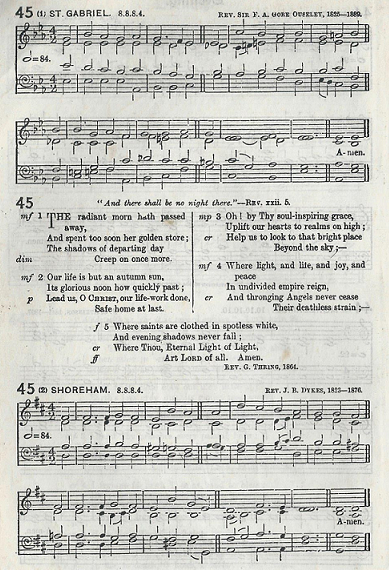 45 (1) ST. GABRIEL. 8.8.8.4. REV. SIR F. A. GORE OUSELEY, 1825—1889.
=84.
A-men.
45 "And there shall be no night there."—REV. xxii. 5.
mf 1 THE radiant morn hath passed
away,
And spent too soon her golden store;
The shadows of departing day
dim Creep on once more.
mf 2 Our life is but an autumn sun,
Its glorious noon how quickly past;
p Lead us, O CHRIST, our life-work done,
Safe home at last.
mp 3 Oh! by Thy soul-inspiring grace,
Uplift our hearts to realms on high;
cr Help us to look to that bright place
Beyond the sky;—
mf 4 Where light, and life, and joy, and
peace
In undivided empire reign,
cr And thronging Angels never cease
Their deathless strain;—
f 5 Where saints are clothed in spotless white,
And evening shadows never fall;
cr Where Thou, Eternal Light of Light,
ff Art LORD of all. Amen.
REV. G. THRING, 1864.
45 (2) SHOREHAM. 8.8.8.4. REV. J. B. DYKES, 1823—1876.
=84.
A-men.